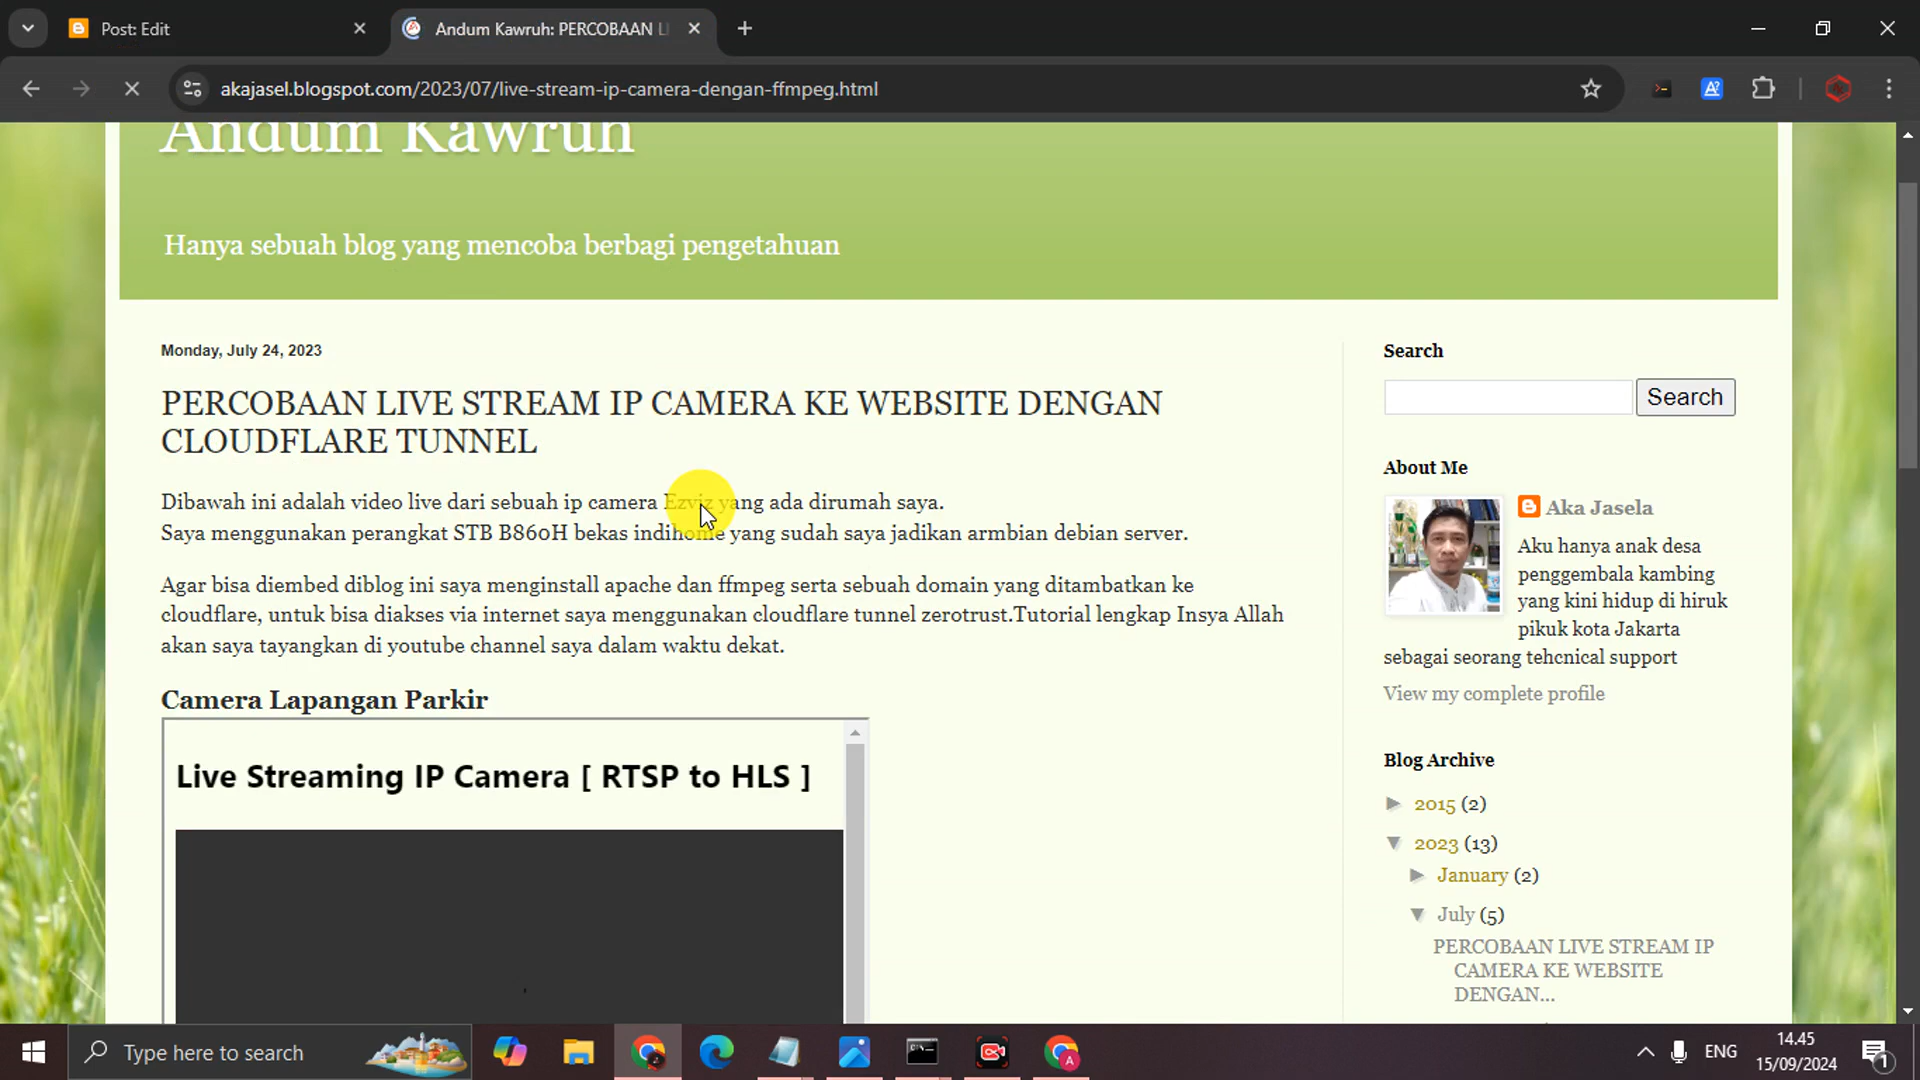 Post: Edit
Andum Kawruh: PERCOBAAN LI
akajasel.blogspot.com/2023/07/live-stream-ip-camera-dengan-ffmpeg.html
Andum Kawruh
Hanya sebuah blog yang mencoba berbagi pengetahuan
Monday, July 24, 2023
PERCOBAAN LIVE STREAM IP CAMERA KE WEBSITE DENGAN
CLOUDFLARE TUNNEL
Dibawah ini adalah video live dari sebuah ip camera Ezviz yang ada dirumah saya.
Saya menggunakan perangkat STB B860H bekas indihome yang sudah saya jadikan armbian debian server.
Agar bisa diembed diblog ini saya menginstall apache dan ffmpeg serta sebuah domain yang ditambatkan ke
cloudflare, untuk bisa diakses via internet saya menggunakan cloudflare tunnel zerotrust.Tutorial lengkap Insya Allah
akan saya tayangkan di youtube channel saya dalam waktu dekat.
Camera Lapangan Parkir
Live Streaming IP Camera [ RTSP to HLS ]
Search
Search
About Me
Aka Jasela
Aku hanya anak desa
penggembala kambing
yang kini hidup di hiruk
pikuk kota Jakarta
sebagai seorang tehcnical support
View my complete profile
Blog Archive
► 2015 (2)
▼ 2023 (13)
► January (2)
▼ July (5)
PERCOBAAN LIVE STREAM IP
CAMERA KE WEBSITE
DENGAN...
Type here to search
ENG
14.45
15/09/2024
1